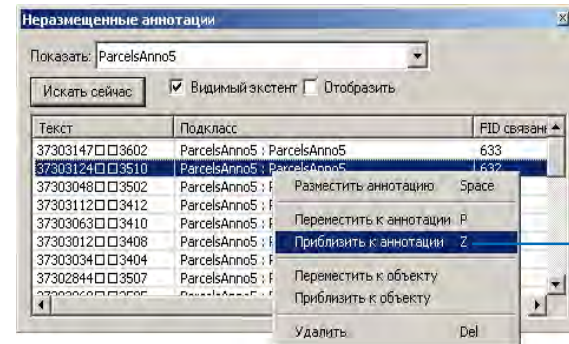 Неразмещенные аннотации
Показать: ParcelsAnno5
Искать сейчас Видимый экстент Отобразить
Текст Подкласс FID связанн
37303147□□3602 ParcelsAnno5 : ParcelsAnno5 633
37303124□□3510 ParcelsAnno5 : ParcelsAnno5 632
37303048□□3502 ParcelsAnno5 : P
37303112□□3412 ParcelsAnno5 : P
37303063□□3410 ParcelsAnno5 : P
37303012□□3408 ParcelsAnno5 : P
37303034□□3404 ParcelsAnno5 : P
37302844□□3507 ParcelsAnno5 : P
Разместить аннотацию Space
Переместить к аннотации P
Приблизить к аннотации Z
Переместить к объекту
Приблизить к объекту
Удалить Del